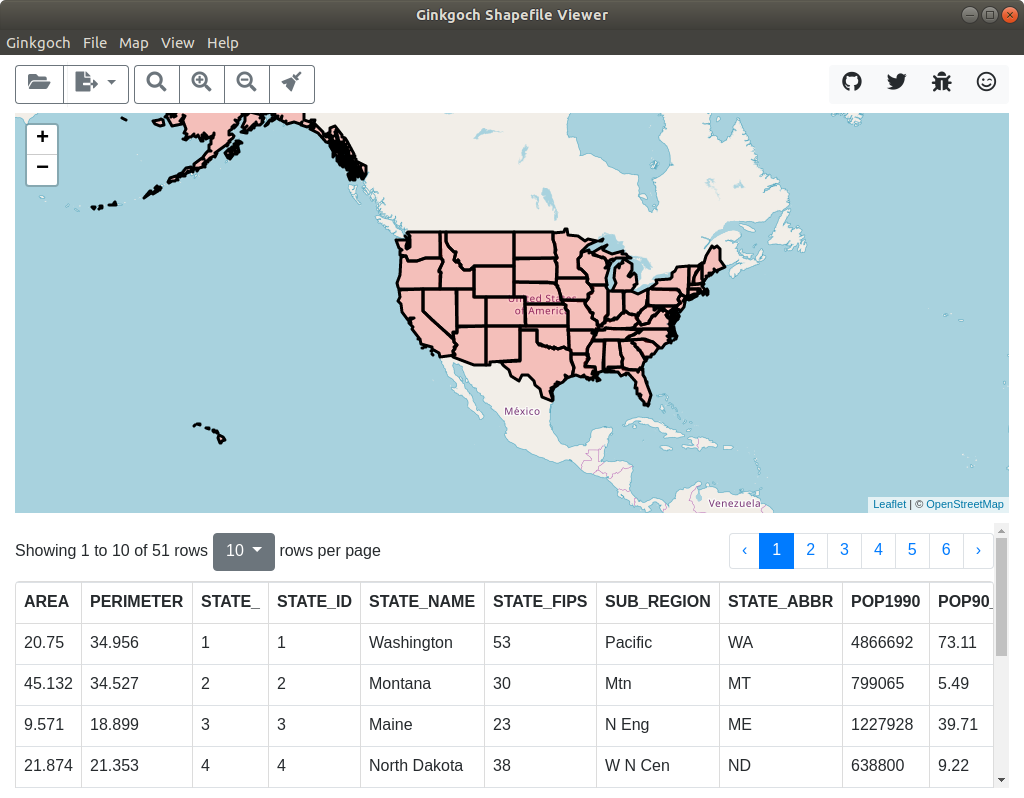 Ginkgoch Shapefile Viewer
Ginkgoch File Map View Help
+
−
United States
of America
México
Venezuela
Leaflet | © OpenStreetMap
Showing 1 to 10 of 51 rows 10 rows per page
‹ 1 2 3 4 5 6 ›
AREA PERIMETER STATE_ STATE_ID STATE_NAME STATE_FIPS SUB_REGION STATE_ABBR POP1990 POP90_
20.75 34.956 1 1 Washington 53 Pacific WA 4866692 73.11
45.132 34.527 2 2 Montana 30 Mtn MT 799065 5.49
9.571 18.899 3 3 Maine 23 N Eng ME 1227928 39.71
21.874 21.353 4 4 North Dakota 38 W N Cen ND 638800 9.22